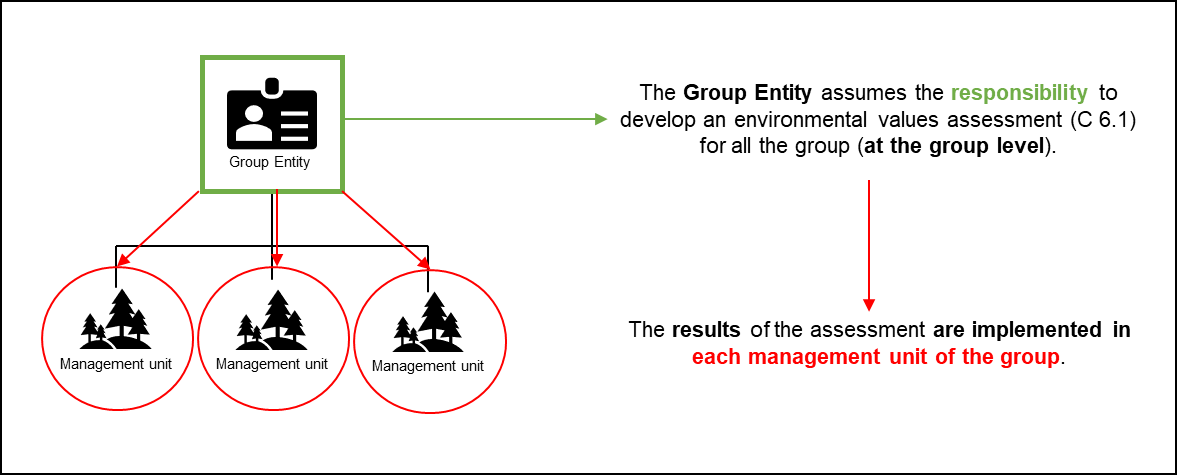 Group Entity
Management unit
Management unit
Management unit
The Group Entity assumes the responsibility to
develop an environmental values assessment (C 6.1)
for all the group (at the group level).
The results of the assessment are implemented in
each management unit of the group.